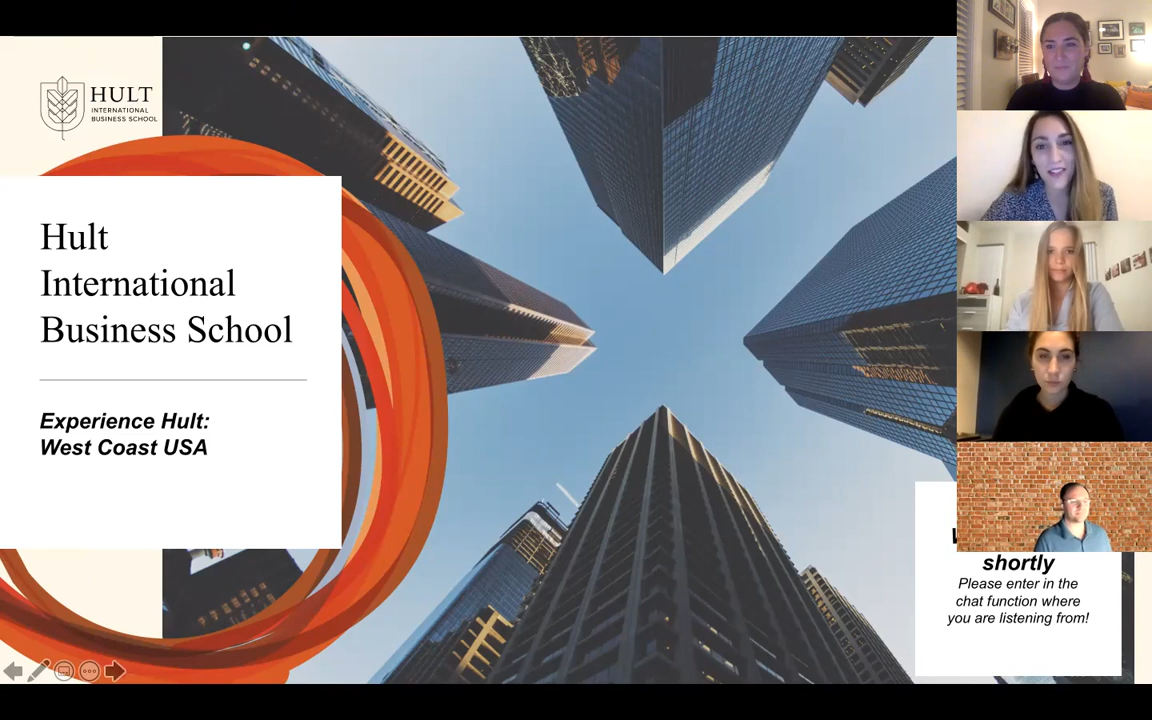 HULT
INTERNATIONAL
BUSINESS SCHOOL
Hult
International
Business School
Experience Hult:
West Coast USA
shortly
Please enter in the
chat function where
you are listening from!